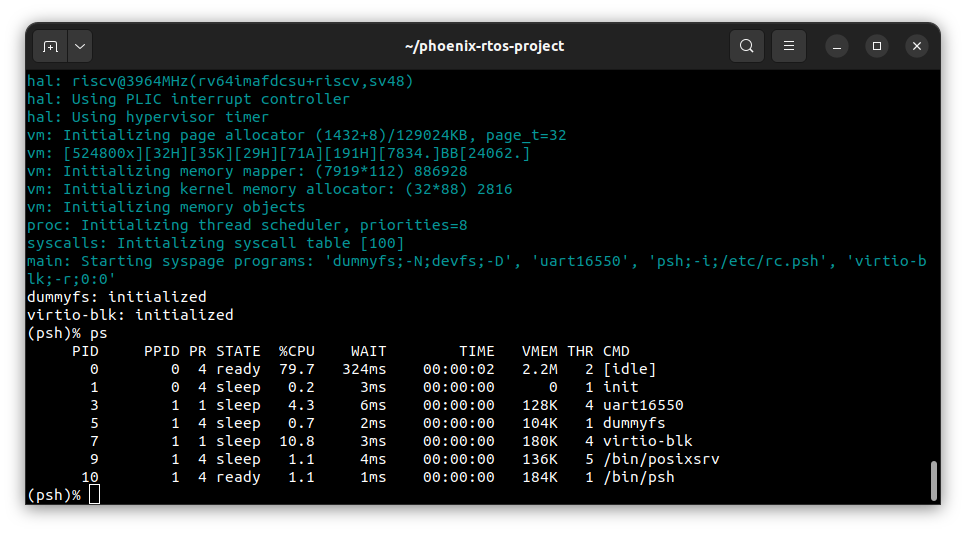 ~/phoenix-rtos-project
hal: riscv@3964MHz(rv64imafdcsu+riscv,sv48)
hal: Using PLIC interrupt controller
hal: Using hypervisor timer
vm: Initializing page allocator (1432+8)/129024KB, page_t=32
vm: [524800x][32H][35K][29H][71A][191H][7834.]BB[24062.]
vm: Initializing memory mapper: (7919*112) 886928
vm: Initializing kernel memory allocator: (32*88) 2816
vm: Initializing memory objects
proc: Initializing thread scheduler, priorities=8
syscalls: Initializing syscall table [100]
main: Starting syspage programs: 'dummyfs;-N;devfs;-D', 'uart16550', 'psh;-i;/etc/rc.psh', 'virtio-b
lk;-r;0:0'
dummyfs: initialized
virtio-blk: initialized
(psh)% ps
     PID     PPID PR STATE  %CPU    WAIT        TIME   VMEM THR CMD
       0        0  4 ready  79.7   324ms    00:00:02   2.2M   2 [idle]
       1        0  4 sleep   0.2     3ms    00:00:00      0   1 init
       3        1  1 sleep   4.3     6ms    00:00:00   128K   4 uart16550
       5        1  4 sleep   0.7     2ms    00:00:00   104K   1 dummyfs
       7        1  1 sleep  10.8     3ms    00:00:00   180K   4 virtio-blk
       9        1  4 sleep   1.1     4ms    00:00:00   136K   5 /bin/posixsrv
      10        1  4 ready   1.1     1ms    00:00:00   184K   1 /bin/psh
(psh)%